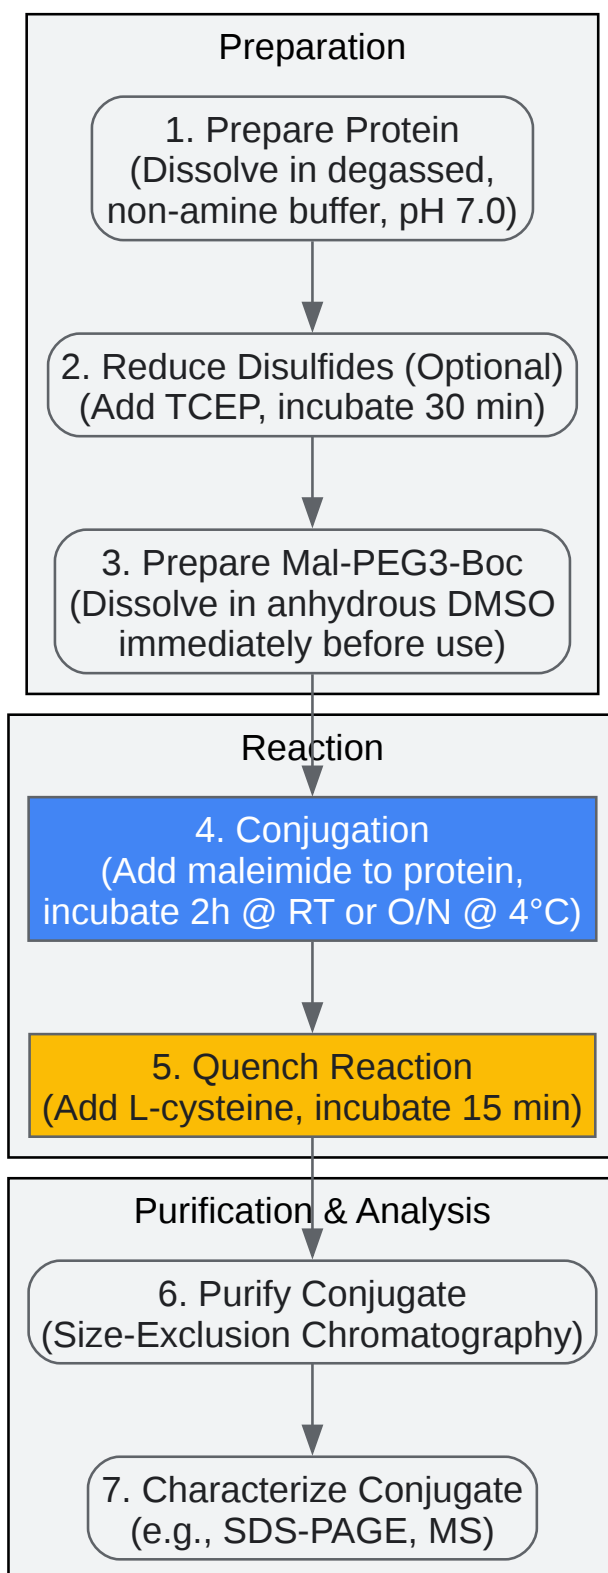 Preparation
1. Prepare Protein
(Dissolve in degassed,
non-amine buffer, pH 7.0)
2. Reduce Disulfides (Optional)
(Add TCEP, incubate 30 min)
3. Prepare Mal-PEG3-Boc
(Dissolve in anhydrous DMSO
immediately before use)
Reaction
4. Conjugation
(Add maleimide to protein,
incubate 2h @ RT or O/N @ 4°C)
5. Quench Reaction
(Add L-cysteine, incubate 15 min)
Purification & Analysis
6. Purify Conjugate
(Size-Exclusion Chromatography)
7. Characterize Conjugate
(e.g., SDS-PAGE, MS)